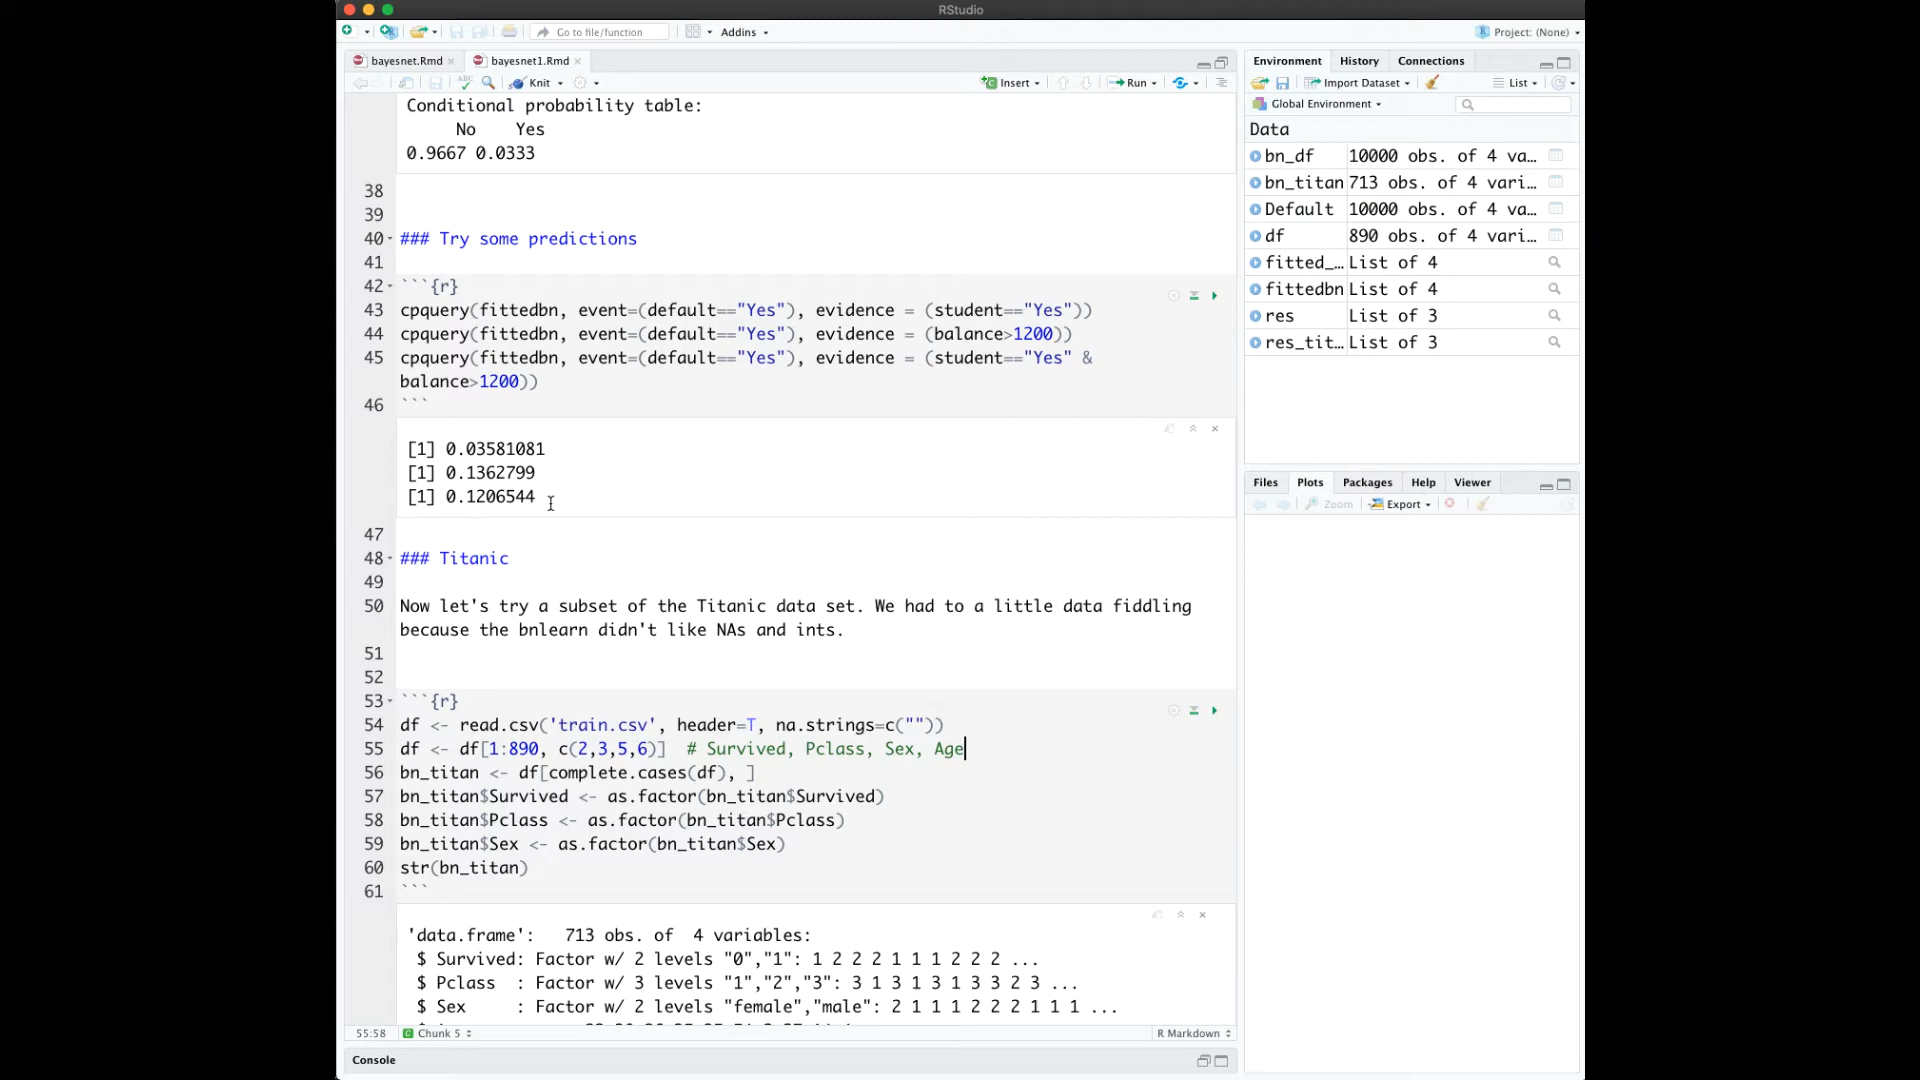 RStudio
Go to file/function
Addins
Project: (None)
bayesnet.Rmd
bayesnet1.Rmd
ABC
Knit
Insert
Run
Conditional probability table:
No Yes
0.9667 0.0333
38
39
40 ### Try some predictions
41
42 ```{r}
43 cpquery(fittedbn, event=(default=="Yes"), evidence = (student=="Yes"))
44 cpquery(fittedbn, event=(default=="Yes"), evidence = (balance>1200))
45 cpquery(fittedbn, event=(default=="Yes"), evidence = (student=="Yes" &
balance>1200))
46 ```
[1] 0.03581081
[1] 0.1362799
[1] 0.1206544
47
48 ### Titanic
49
50 Now let's try a subset of the Titanic data set. We had to a little data fiddling
because the bnlearn didn't like NAs and ints.
51
52
53 ```{r}
54 df <- read.csv('train.csv', header=T, na.strings=c(""))
55 df <- df[1:890, c(2,3,5,6)]  # Survived, Pclass, Sex, Age
56 bn_titan <- df[complete.cases(df), ]
57 bn_titan$Survived <- as.factor(bn_titan$Survived)
58 bn_titan$Pclass <- as.factor(bn_titan$Pclass)
59 bn_titan$Sex <- as.factor(bn_titan$Sex)
60 str(bn_titan)
61 ```
'data.frame': 713 obs. of 4 variables:
$ Survived: Factor w/ 2 levels "0","1": 1 2 2 2 1 1 1 2 2 2 ...
$ Pclass : Factor w/ 3 levels "1","2","3": 3 1 3 1 3 1 3 3 2 3 ...
$ Sex : Factor w/ 2 levels "female","male": 2 1 1 1 2 2 2 1 1 1 ...
55:58
Chunk 5
R Markdown
Console
Environment
History
Connections
Import Dataset
List
Global Environment
Data
bn_df 10000 obs. of 4 va…
bn_titan 713 obs. of 4 vari…
Default 10000 obs. of 4 va…
df 890 obs. of 4 vari…
fitted_… List of 4
fittedbn List of 4
res List of 3
res_tit… List of 3
Files
Plots
Packages
Help
Viewer
Zoom
Export